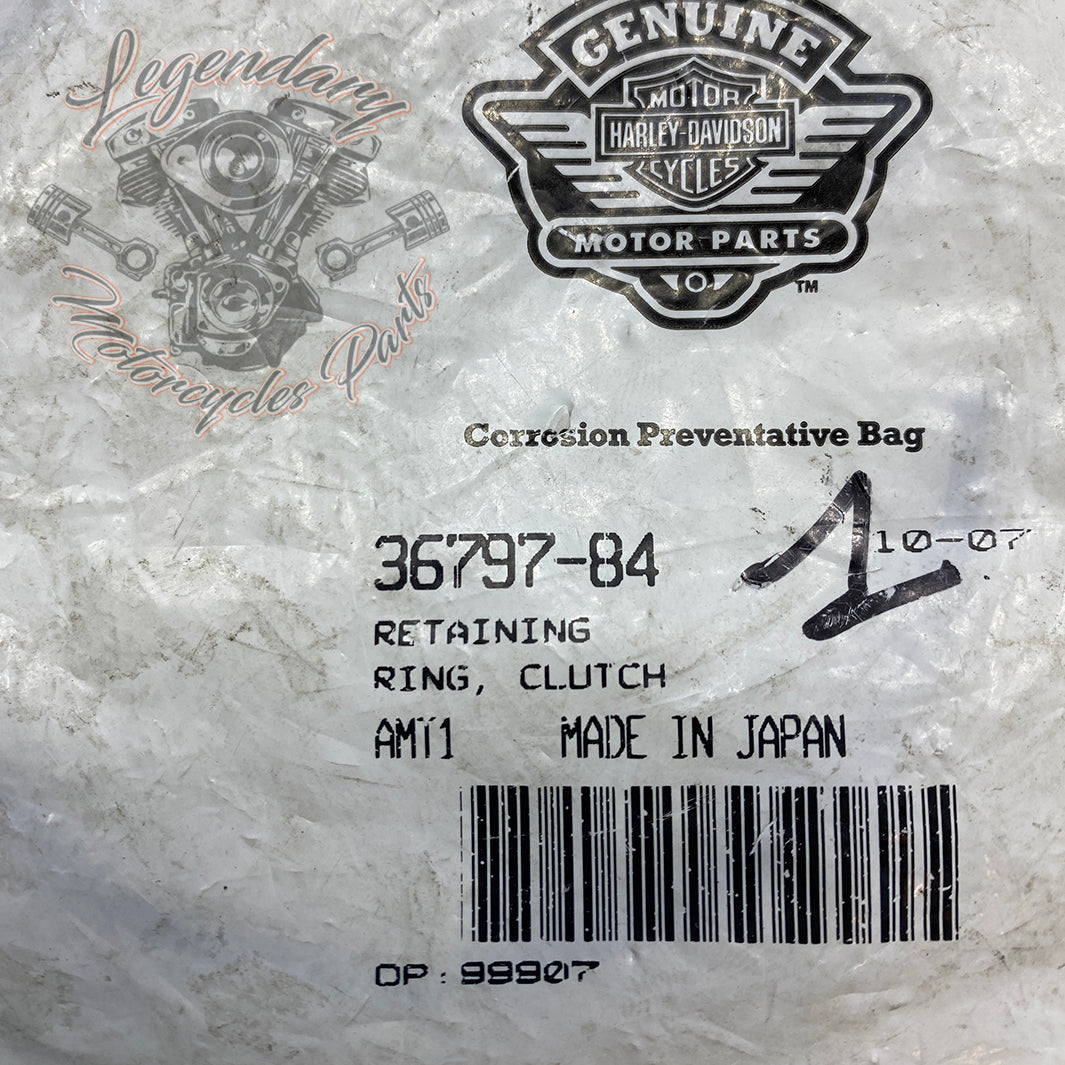 Legendary
Motorcycles Parts
GENUINE
MOTOR
HARLEY-DAVIDSON
CYCLES
MOTOR PARTS
TM
Corrosion Preventative Bag
1
36797-84
10-07
RETAINING
RING, CLUTCH
AMT1 MADE IN JAPAN
OP: 99907